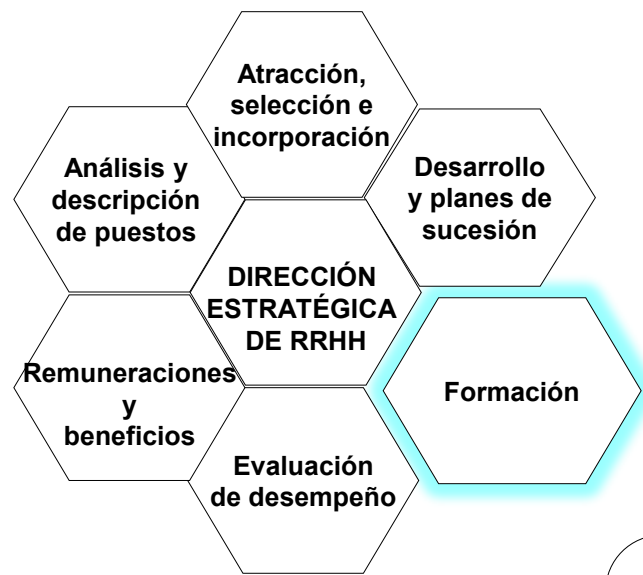 Atracción,
selección e
incorporación
Análisis y
descripción
de puestos
Desarrollo
y planes de
sucesión
DIRECCIÓN
ESTRATÉGICA
DE RRHH
Remuneraciones
y
beneficios
Formación
Evaluación
de desempeño